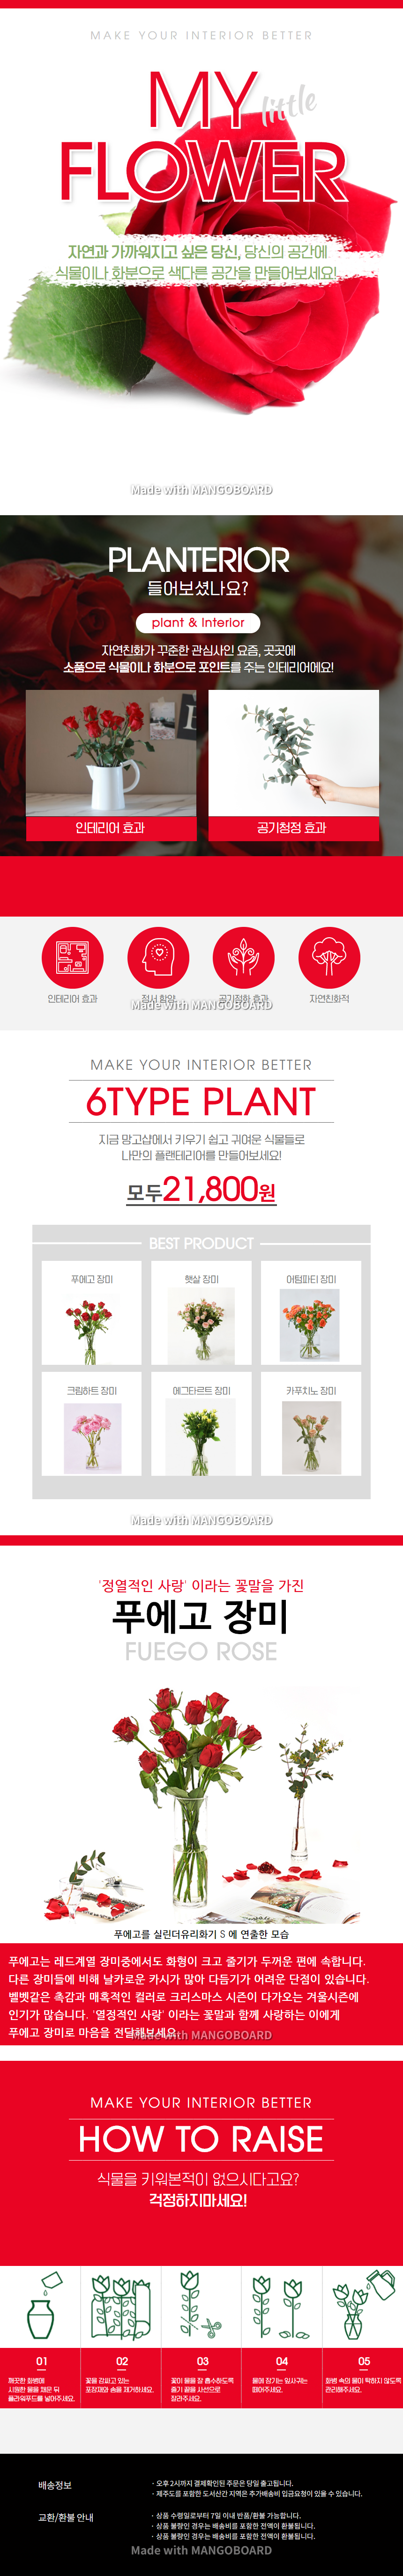 MAKE YOUR INTERIOR BETTER
MY little
FLOWER
자연과 가까워지고 싶은 당신, 당신의 공간에
식물이나 화분으로 색다른 공간을 만들어보세요!
Made with MANGOBOARD
PLANTERIOR
들어보셨나요?
plant & Interior
자연친화가 꾸준한 관심사인 요즘, 곳곳에
소품으로 식물이나 화분으로 포인트를 주는 인테리어예요!
인테리어 효과
공기청정 효과
인테리어 효과
정서 함양
공기정화 효과
자연친화적
Made with MANGOBOARD
MAKE YOUR INTERIOR BETTER
6TYPE PLANT
지금 망고샵에서 키우기 쉽고 귀여운 식물들로
나만의 플랜테리어를 만들어보세요!
모두21,800원
BEST PRODUCT
푸에고 장미
햇살 장미
어텀파티 장미
크림하트 장미
에그타르트 장미
카푸치노 장미
Made with MANGOBOARD
'정열적인 사랑' 이라는 꽃말을 가진
푸에고 장미
FUEGO ROSE
푸에고를 실린더유리화기 S 에 연출한 모습
푸에고는 레드계열 장미중에서도 화형이 크고 줄기가 두꺼운 편에 속합니다.
다른 장미들에 비해 날카로운 카시가 많아 다듬기가 어려운 단점이 있습니다.
벨벳같은 촉감과 매혹적인 컬러로 크리스마스 시즌이 다가오는 겨울시즌에
인기가 많습니다. '열정적인 사랑' 이라는 꽃말과 함께 사랑하는 이에게
푸에고 장미로 마음을 전달해보세요.
Made with MANGOBOARD
MAKE YOUR INTERIOR BETTER
HOW TO RAISE
식물을 키워본적이 없으시다고요?
걱정하지마세요!
01
깨끗한 화병에
시원한 물을 채운 뒤
플라워푸드를 넣어주세요.
02
꽃을 감싸고 있는
포장재와 솜을 제거하세요.
03
꽃이 물을 잘 흡수하도록
줄기 끝을 사선으로
잘라주세요.
04
물에 잠기는 잎사귀는
떼어주세요.
05
화병 속의 물이 탁하지 않도록
관리해주세요.
배송정보
· 오후 2시까지 결제확인된 주문은 당일 출고됩니다.
· 제주도를 포함한 도서산간 지역은 추가배송비 입금요청이 있을 수 있습니다.
교환/환불 안내
· 상품 수령일로부터 7일 이내 반품/환불 가능합니다.
· 상품 불량인 경우는 배송비를 포함한 전액이 환불됩니다.
· 상품 불량인 경우는 배송비를 포함한 전액이 환불됩니다.
Made with MANGOBOARD